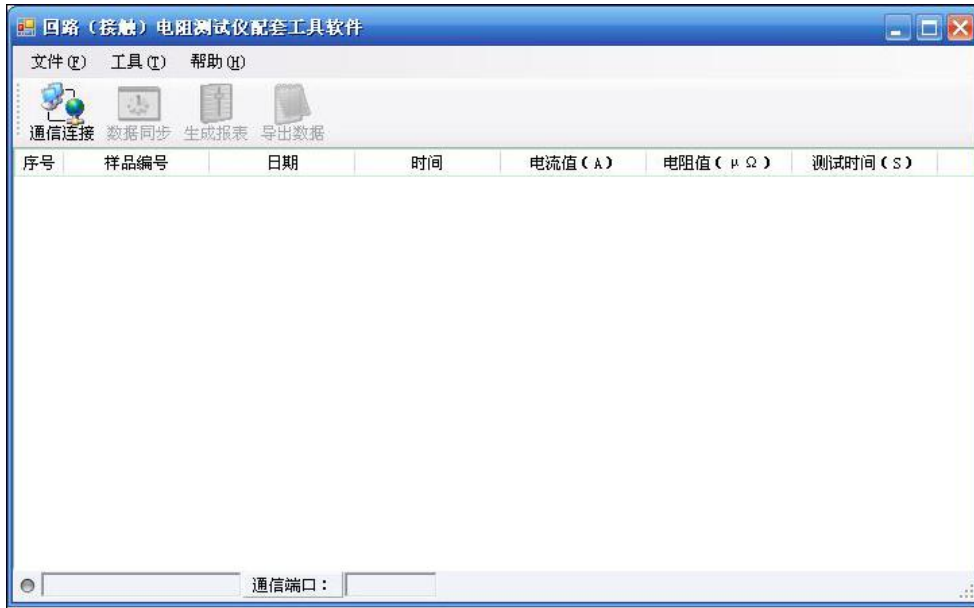 回路（接触）电阻测试仪配套工具软件
文件(F) 工具(T) 帮助(H)
通信连接 数据同步 生成报表 导出数据
序号 样品编号 日期 时间 电流值(A) 电阻值(μΩ) 测试时间(S)
通信端口：